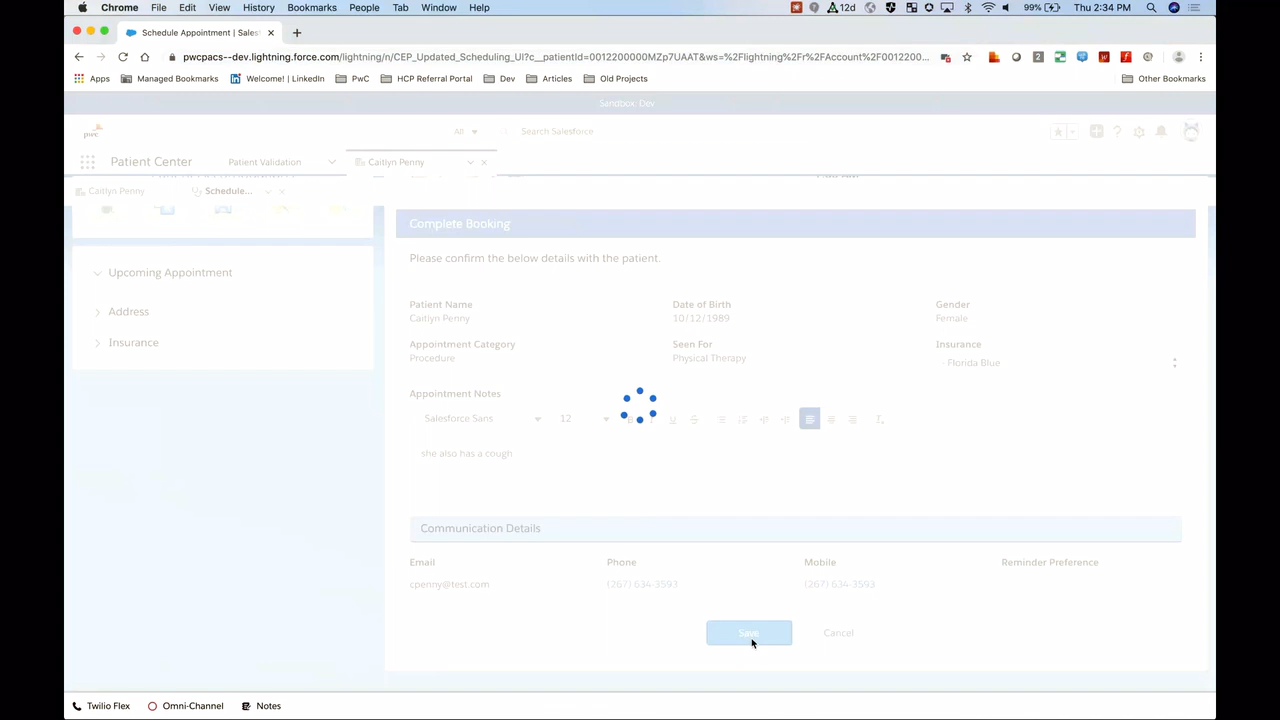 Chrome File Edit View History Bookmarks People Tab Window Help 12d 99% Thu 2:34 PM
Schedule Appointment | Sales
pwcpacs--dev.lightning.force.com/lightning/n/CEP_Updated_Scheduling_UI?c__patientId=0012200000MZp7UAAT&ws=%2Flightning%2Fr%2FAccount%2F0012200...
Apps Managed Bookmarks Welcome! | LinkedIn PwC HCP Referral Portal Dev Articles Old Projects Other Bookmarks
Sandbox: Dev
pwc All Search Salesforce
Patient Center Patient Validation Caitlyn Penny
Caitlyn Penny Schedule...
Complete Booking
Please confirm the below details with the patient.
Upcoming Appointment
Address
Insurance
Patient Name Date of Birth Gender
Caitlyn Penny 10/12/1989 Female
Appointment Category Seen For Insurance
Procedure Physical Therapy - Florida Blue
Appointment Notes
Salesforce Sans 12
she also has a cough
Communication Details
Email Phone Mobile Reminder Preference
cpenny@test.com (267) 634-3593 (267) 634-3593
Save Cancel
Twilio Flex Omni-Channel Notes